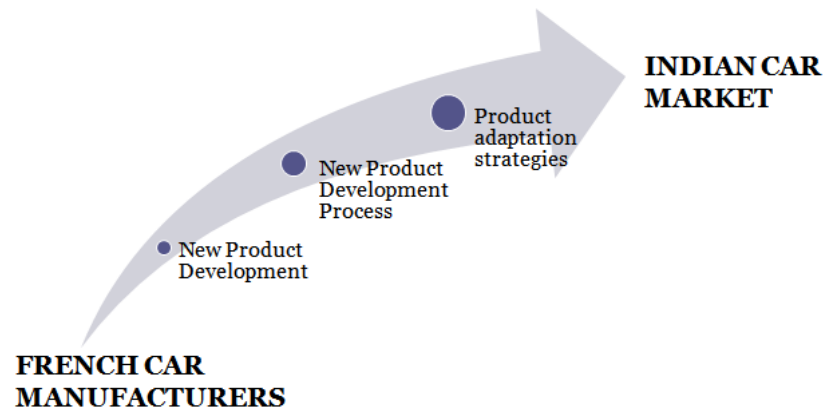 INDIAN CAR
MARKET
Product
adaptation
strategies
New Product
Development
Process
New Product
Development
FRENCH CAR
MANUFACTURERS